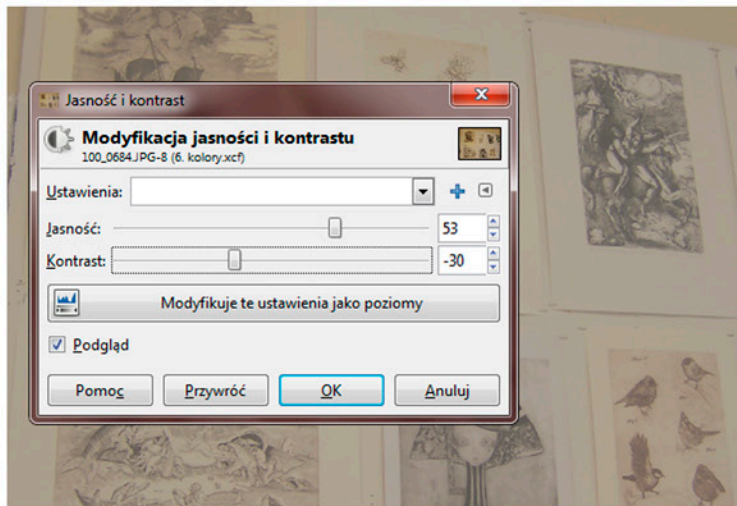 Jasność i kontrast
Modyfikacja jasności i kontrastu
100_0684.JPG-8 (6. kolory.xcf)
Ustawienia:
Jasność: 53
Kontrast: -30
Modyfikuje te ustawienia jako poziomy
Podgląd
Pomoc Przywróć OK Anuluj